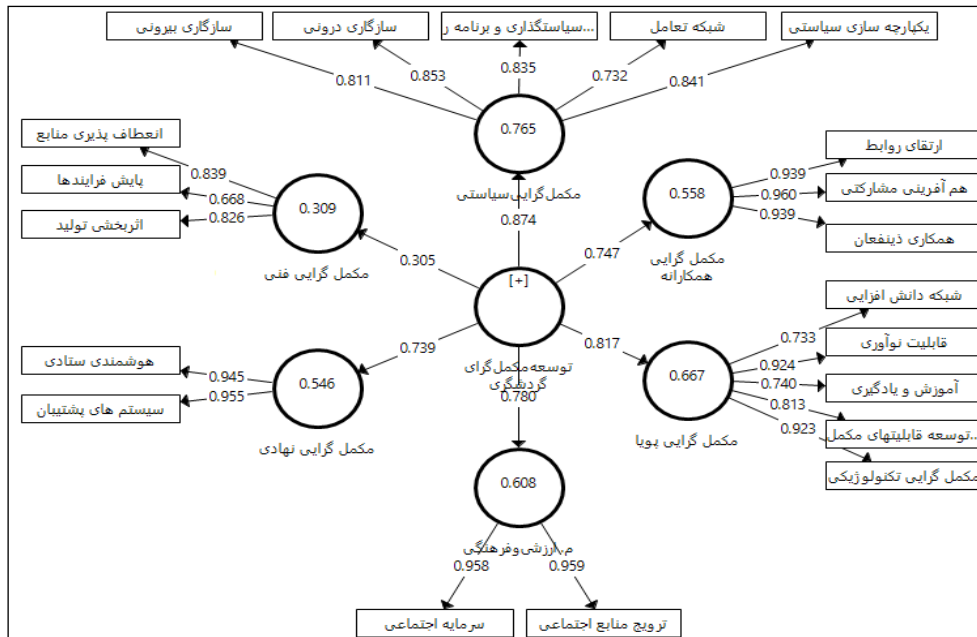 سازگاری بیرونی
سازگاری درونی
سیاستگذاری و برنامه ر...
شبکه تعامل
یکپارچه سازی سیاستی
0.811
0.853
0.835
0.732
0.841
0.765
مکمل گرایی سیاستی
0.874
انعطاف پذیری منابع
پایش فرایندها
اثربخشی تولید
0.839
0.668
0.826
0.309
مکمل گرایی فنی
0.305
ارتقای روابط
هم آفرینی مشارکتی
همکاری ذینفعان
0.939
0.960
0.939
0.558
مکمل گرایی
همکارانه
0.747
[+]
توسعه مکمل گرای
گردشگری
0.780
هوشمندی ستادی
سیستم های پشتیبان
0.945
0.955
0.546
مکمل گرایی نهادی
0.739
شبکه دانش افزایی
قابلیت نوآوری
آموزش و یادگیری
توسعه قابلیتهای مکمل...
مکمل گرایی تکنولوژیکی
0.733
0.924
0.740
0.813
0.923
0.667
مکمل گرایی پویا
0.817
0.608
م. ارزشی و فرهنگی
0.958
0.959
سرمایه اجتماعی
ترویج منابع اجتماعی